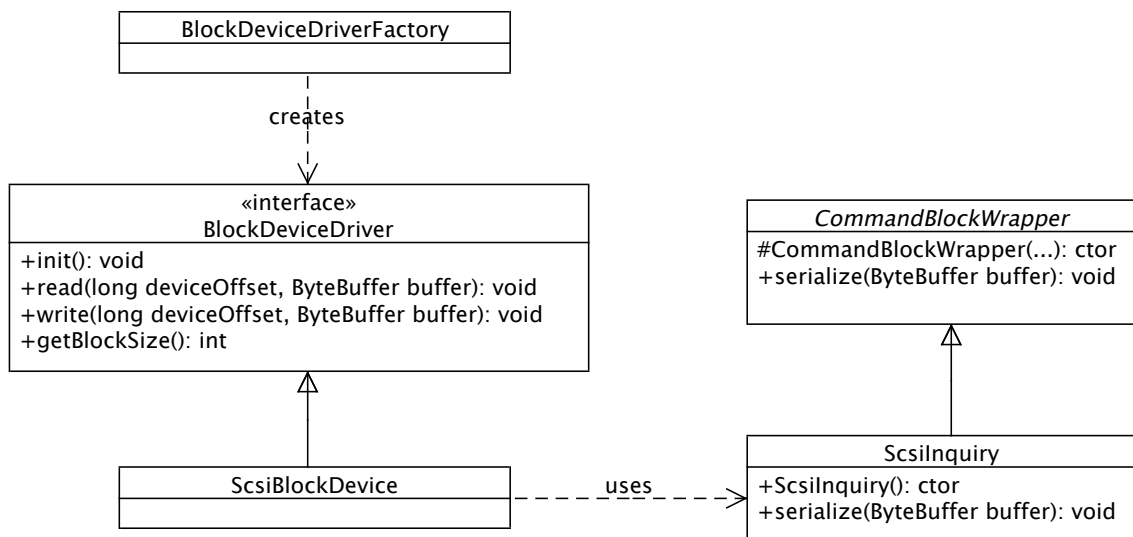 BlockDeviceDriverFactory
creates
«interface»
BlockDeviceDriver
+init(): void
+read(long deviceOffset, ByteBuffer buffer): void
+write(long deviceOffset, ByteBuffer buffer): void
+getBlockSize(): int
CommandBlockWrapper
#CommandBlockWrapper(...): ctor
+serialize(ByteBuffer buffer): void
ScsiBlockDevice
uses
ScsiInquiry
+ScsiInquiry(): ctor
+serialize(ByteBuffer buffer): void